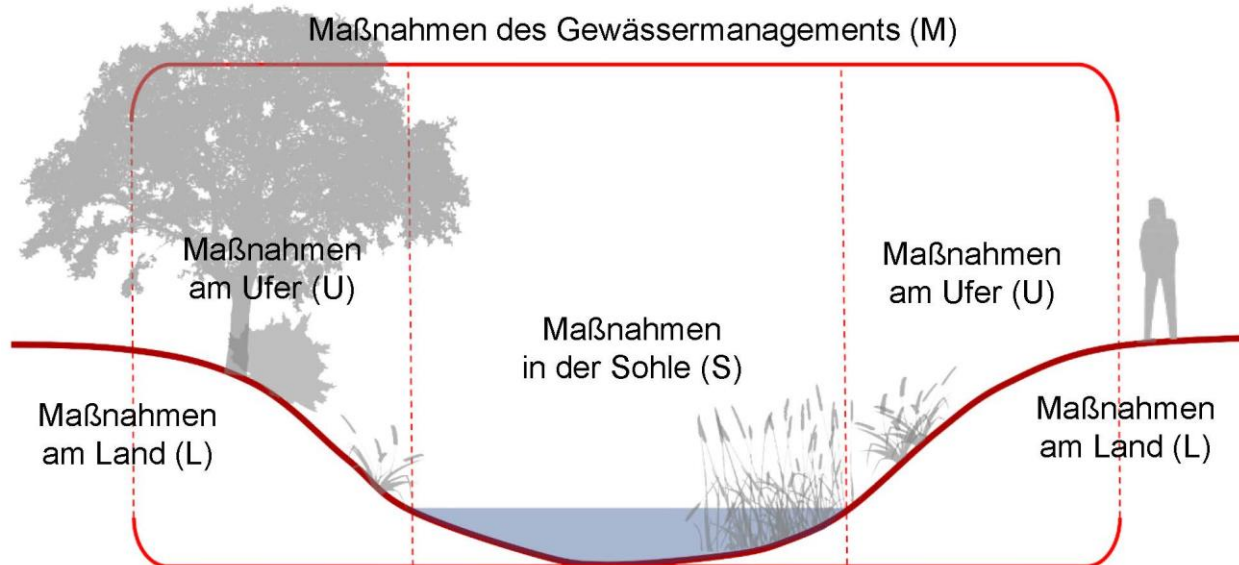 Maßnahmen des Gewässermanagements (M)
Maßnahmen
am Ufer (U)
Maßnahmen
am Ufer (U)
Maßnahmen
in der Sohle (S)
Maßnahmen
am Land (L)
Maßnahmen
am Land (L)